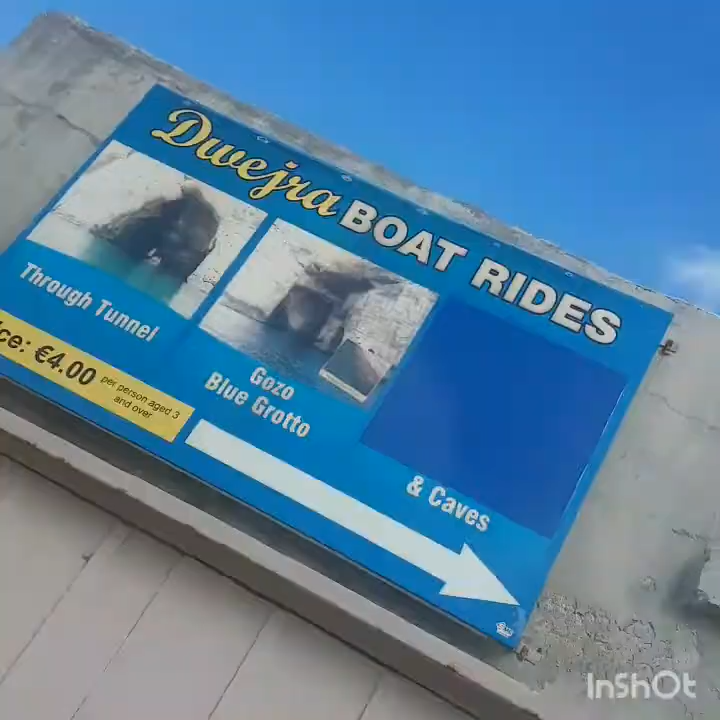 Dwejra BOAT RIDES
Through Tunnel
Gozo
Blue Grotto
& Caves
ce: €4.00 per person aged 3
and over
InShOt